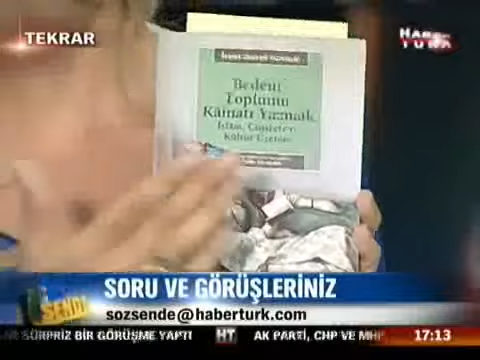 TEKRAR
HABER
TÜRK
Bedeni
Toplumu
Kâinatı Yazmak
İslam, Cinsiyet ve
Kültür Üzerine
SENDE
SORU VE GÖRÜŞLERİNİZ
sozsende@haberturk.com
SÜRPRİZ BİR GÖRÜŞME YAPTI HT AK PARTİ, CHP VE MHP 17:13